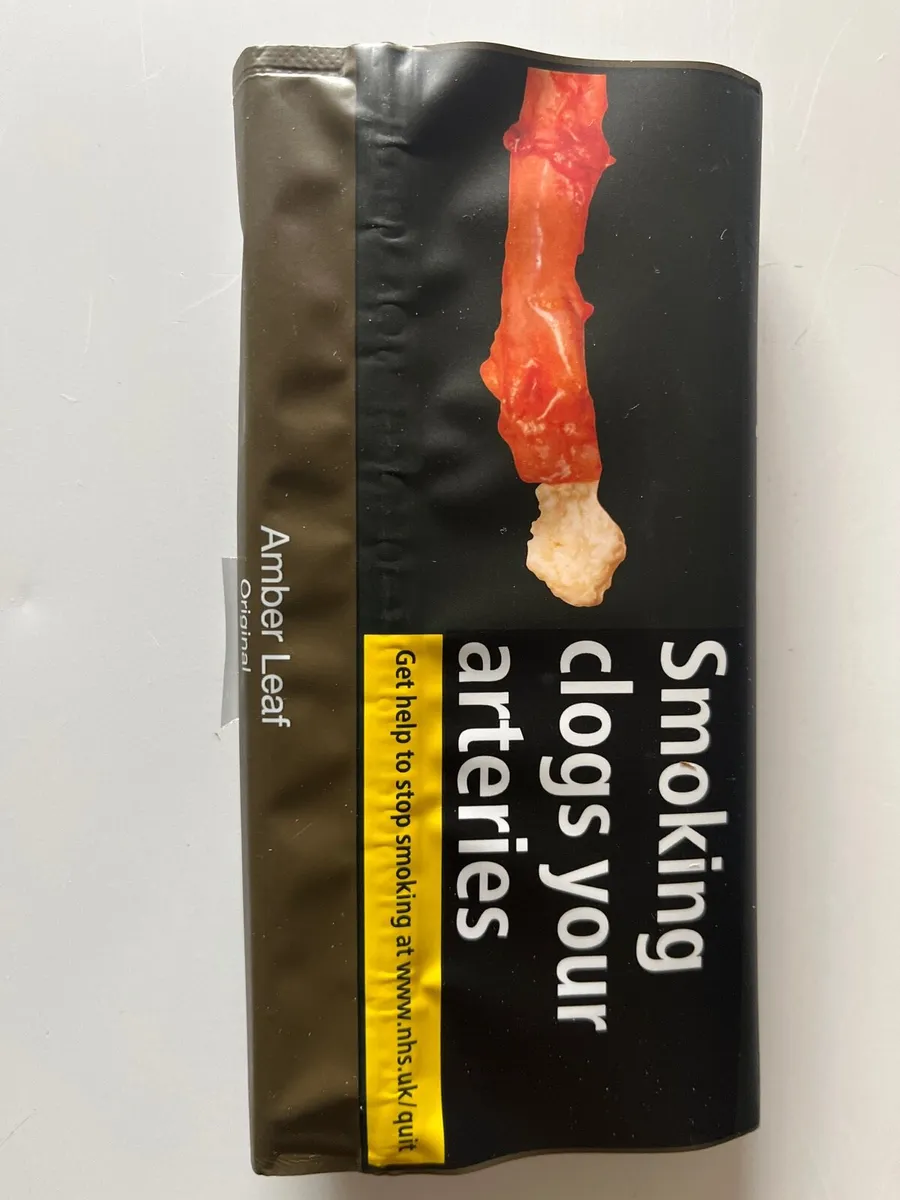 Smoking
clogs your
arteries
Get help to stop smoking at www.nhs.uk/quit
Amber Leaf
Original